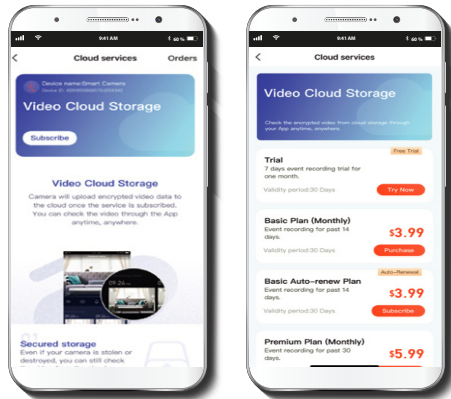 9:41 AM
60 %
Cloud services
Orders
Device name:Smart Camera
Video Cloud Storage
Subscribe
Video Cloud Storage
Camera will upload encrypted video data to
the cloud once the service is subscribed.
You can check the video through the App
anytime, anywhere.
09 26
01
Secured storage
Even if your camera is stolen or
destroyed, you can still check
9:41 AM
60 %
Cloud services
Video Cloud Storage
Check the encrypted video from cloud storage through
your App anytime, anywhere.
Free Trial
Trial
7 days event recording trial for
one month.
Validity period:30 Days
Try Now
Basic Plan (Monthly)
Event recording for past 14
days.
$3.99
Validity period:30 Days
Purchase
Auto-Renewal
Basic Auto-renew Plan
Event recording for past 14
days.
$3.99
Validity period:30 Days
Subscribe
Premium Plan (Monthly)
Event recording for past 30
days.
$5.99